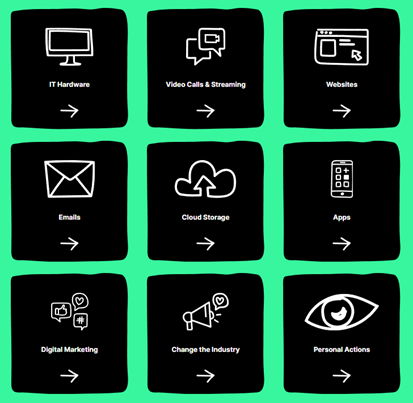 IT Hardware
Video Calls & Streaming
Websites
Emails
Cloud Storage
Apps
#
Digital Marketing
Change the Industry
Personal Actions